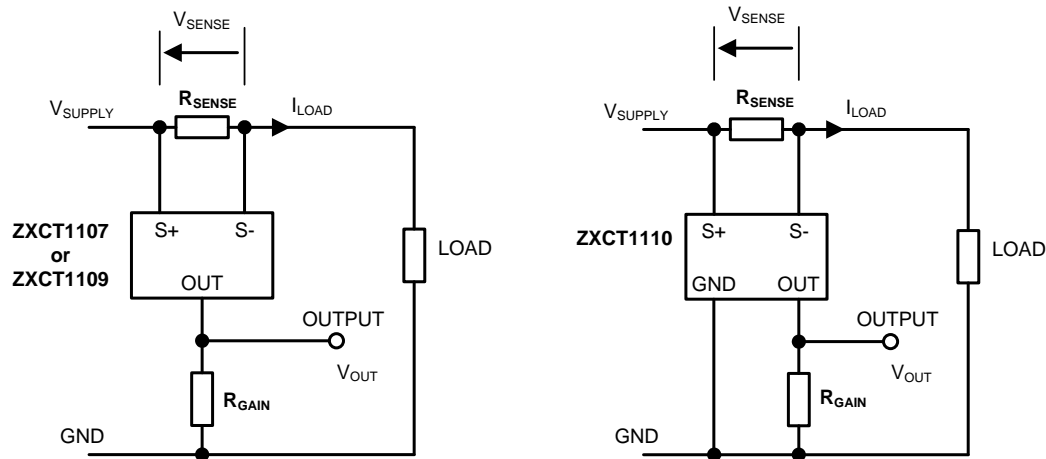 VSENSE
RSENSE
VSUPPLY
ILOAD
ZXCT1107
or
ZXCT1109
S+ S-
OUT
LOAD
OUTPUT
VOUT
RGAIN
GND
VSENSE
RSENSE
VSUPPLY
ILOAD
ZXCT1110
S+ S-
GND OUT
LOAD
OUTPUT
VOUT
RGAIN
GND